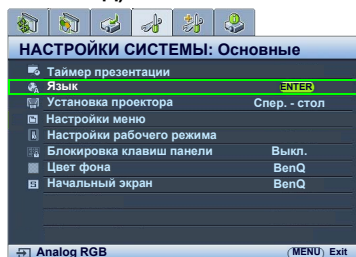 НАСТРОЙКИ СИСТЕМЫ: Основные
Таймер презентации
Язык ENTER
Установка проектора Спер. - стол
Настройки меню
Настройки рабочего режима
Блокировка клавиш панели Выкл.
Цвет фона BenQ
Начальный экран BenQ
Analog RGB MENU Exit